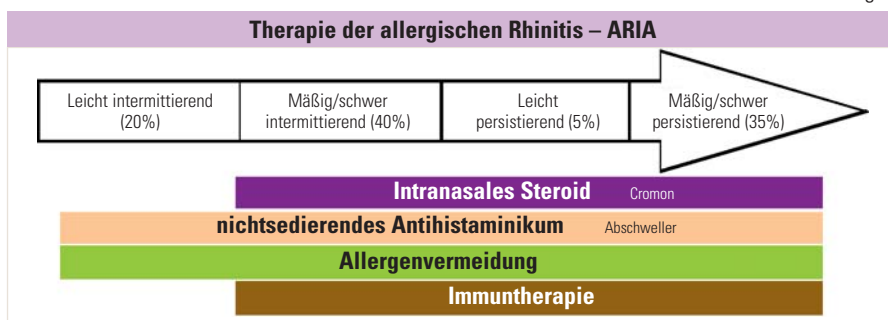 Therapie der allergischen Rhinitis – ARIA
Leicht intermittierend
(20%)
Mäßig/schwer
intermittierend (40%)
Leicht
persistierend (5%)
Mäßig/schwer
persistierend (35%)
Intranasales Steroid Cromon
nichtsedierendes Antihistaminikum Abschweller
Allergenvermeidung
Immuntherapie